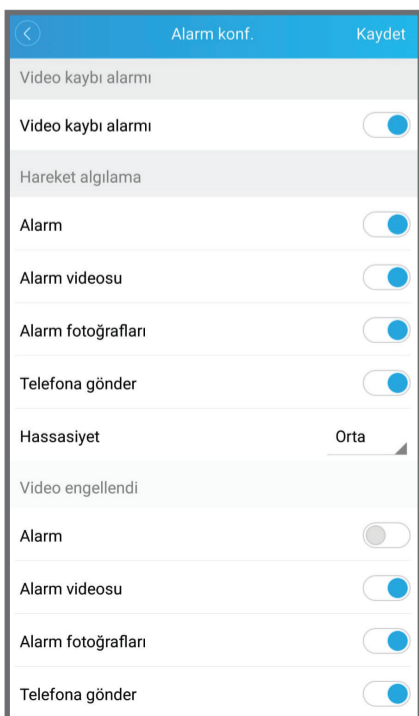 Alarm konf. Kaydet
Video kaybı alarmı
Video kaybı alarmı
Hareket algılama
Alarm
Alarm videosu
Alarm fotoğrafları
Telefona gönder
Hassasiyet Orta
Video engellendi
Alarm
Alarm videosu
Alarm fotoğrafları
Telefona gönder